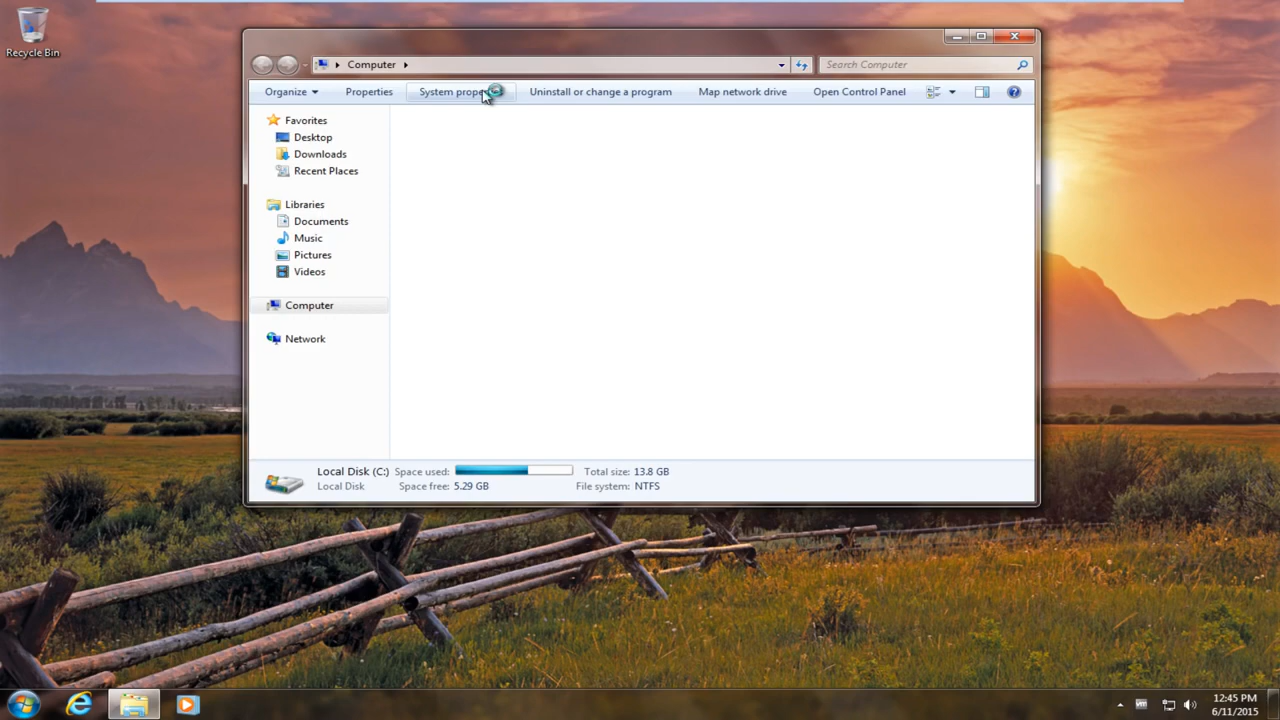 Recycle Bin
Computer
Search Computer
Organize
Properties
System prope
Uninstall or change a program
Map network drive
Open Control Panel
Favorites
Desktop
Downloads
Recent Places
Libraries
Documents
Music
Pictures
Videos
Computer
Network
Local Disk (C:) Space used: Total size: 13.8 GB
Local Disk Space free: 5.29 GB File system: NTFS
12:45 PM
6/11/2015